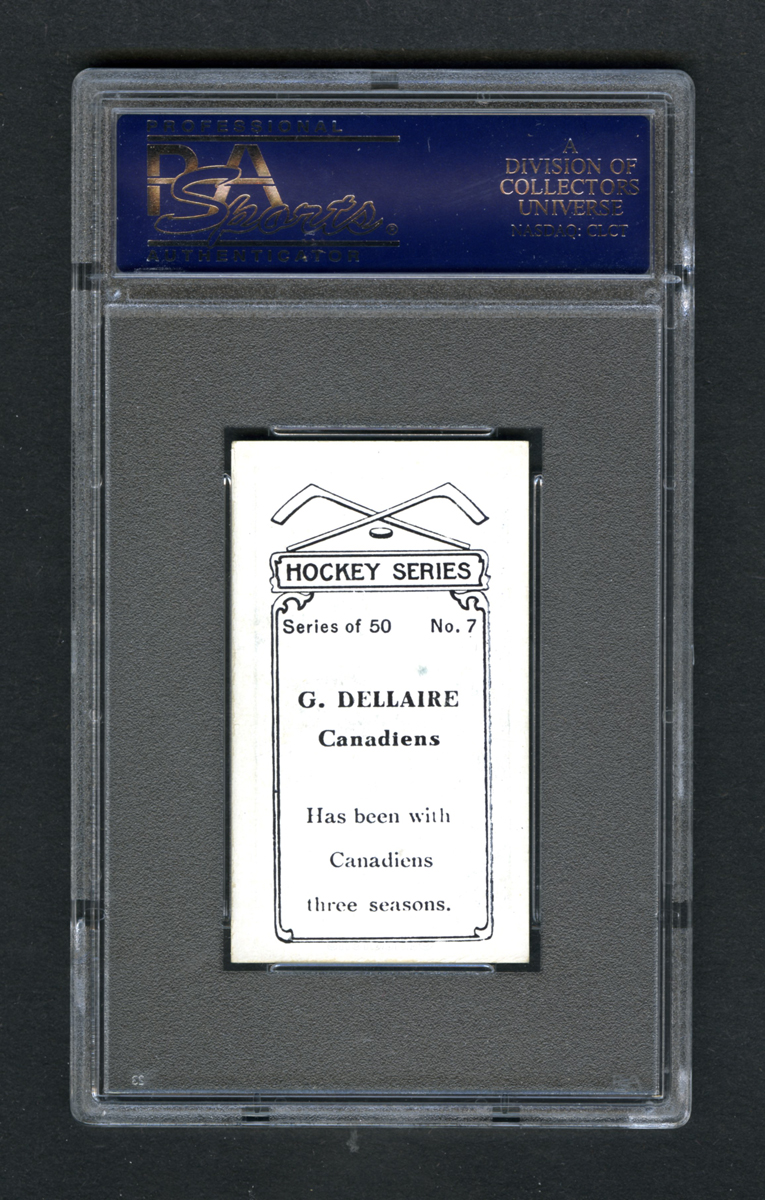 PROFESSIONAL
PSA
Sports®
AUTHENTICATOR
A
DIVISION OF
COLLECTORS
UNIVERSE
NASDAQ: CLCT
HOCKEY SERIES
Series of 50 No. 7
G. DELLAIRE
Canadiens
Has been with
Canadiens
three seasons.